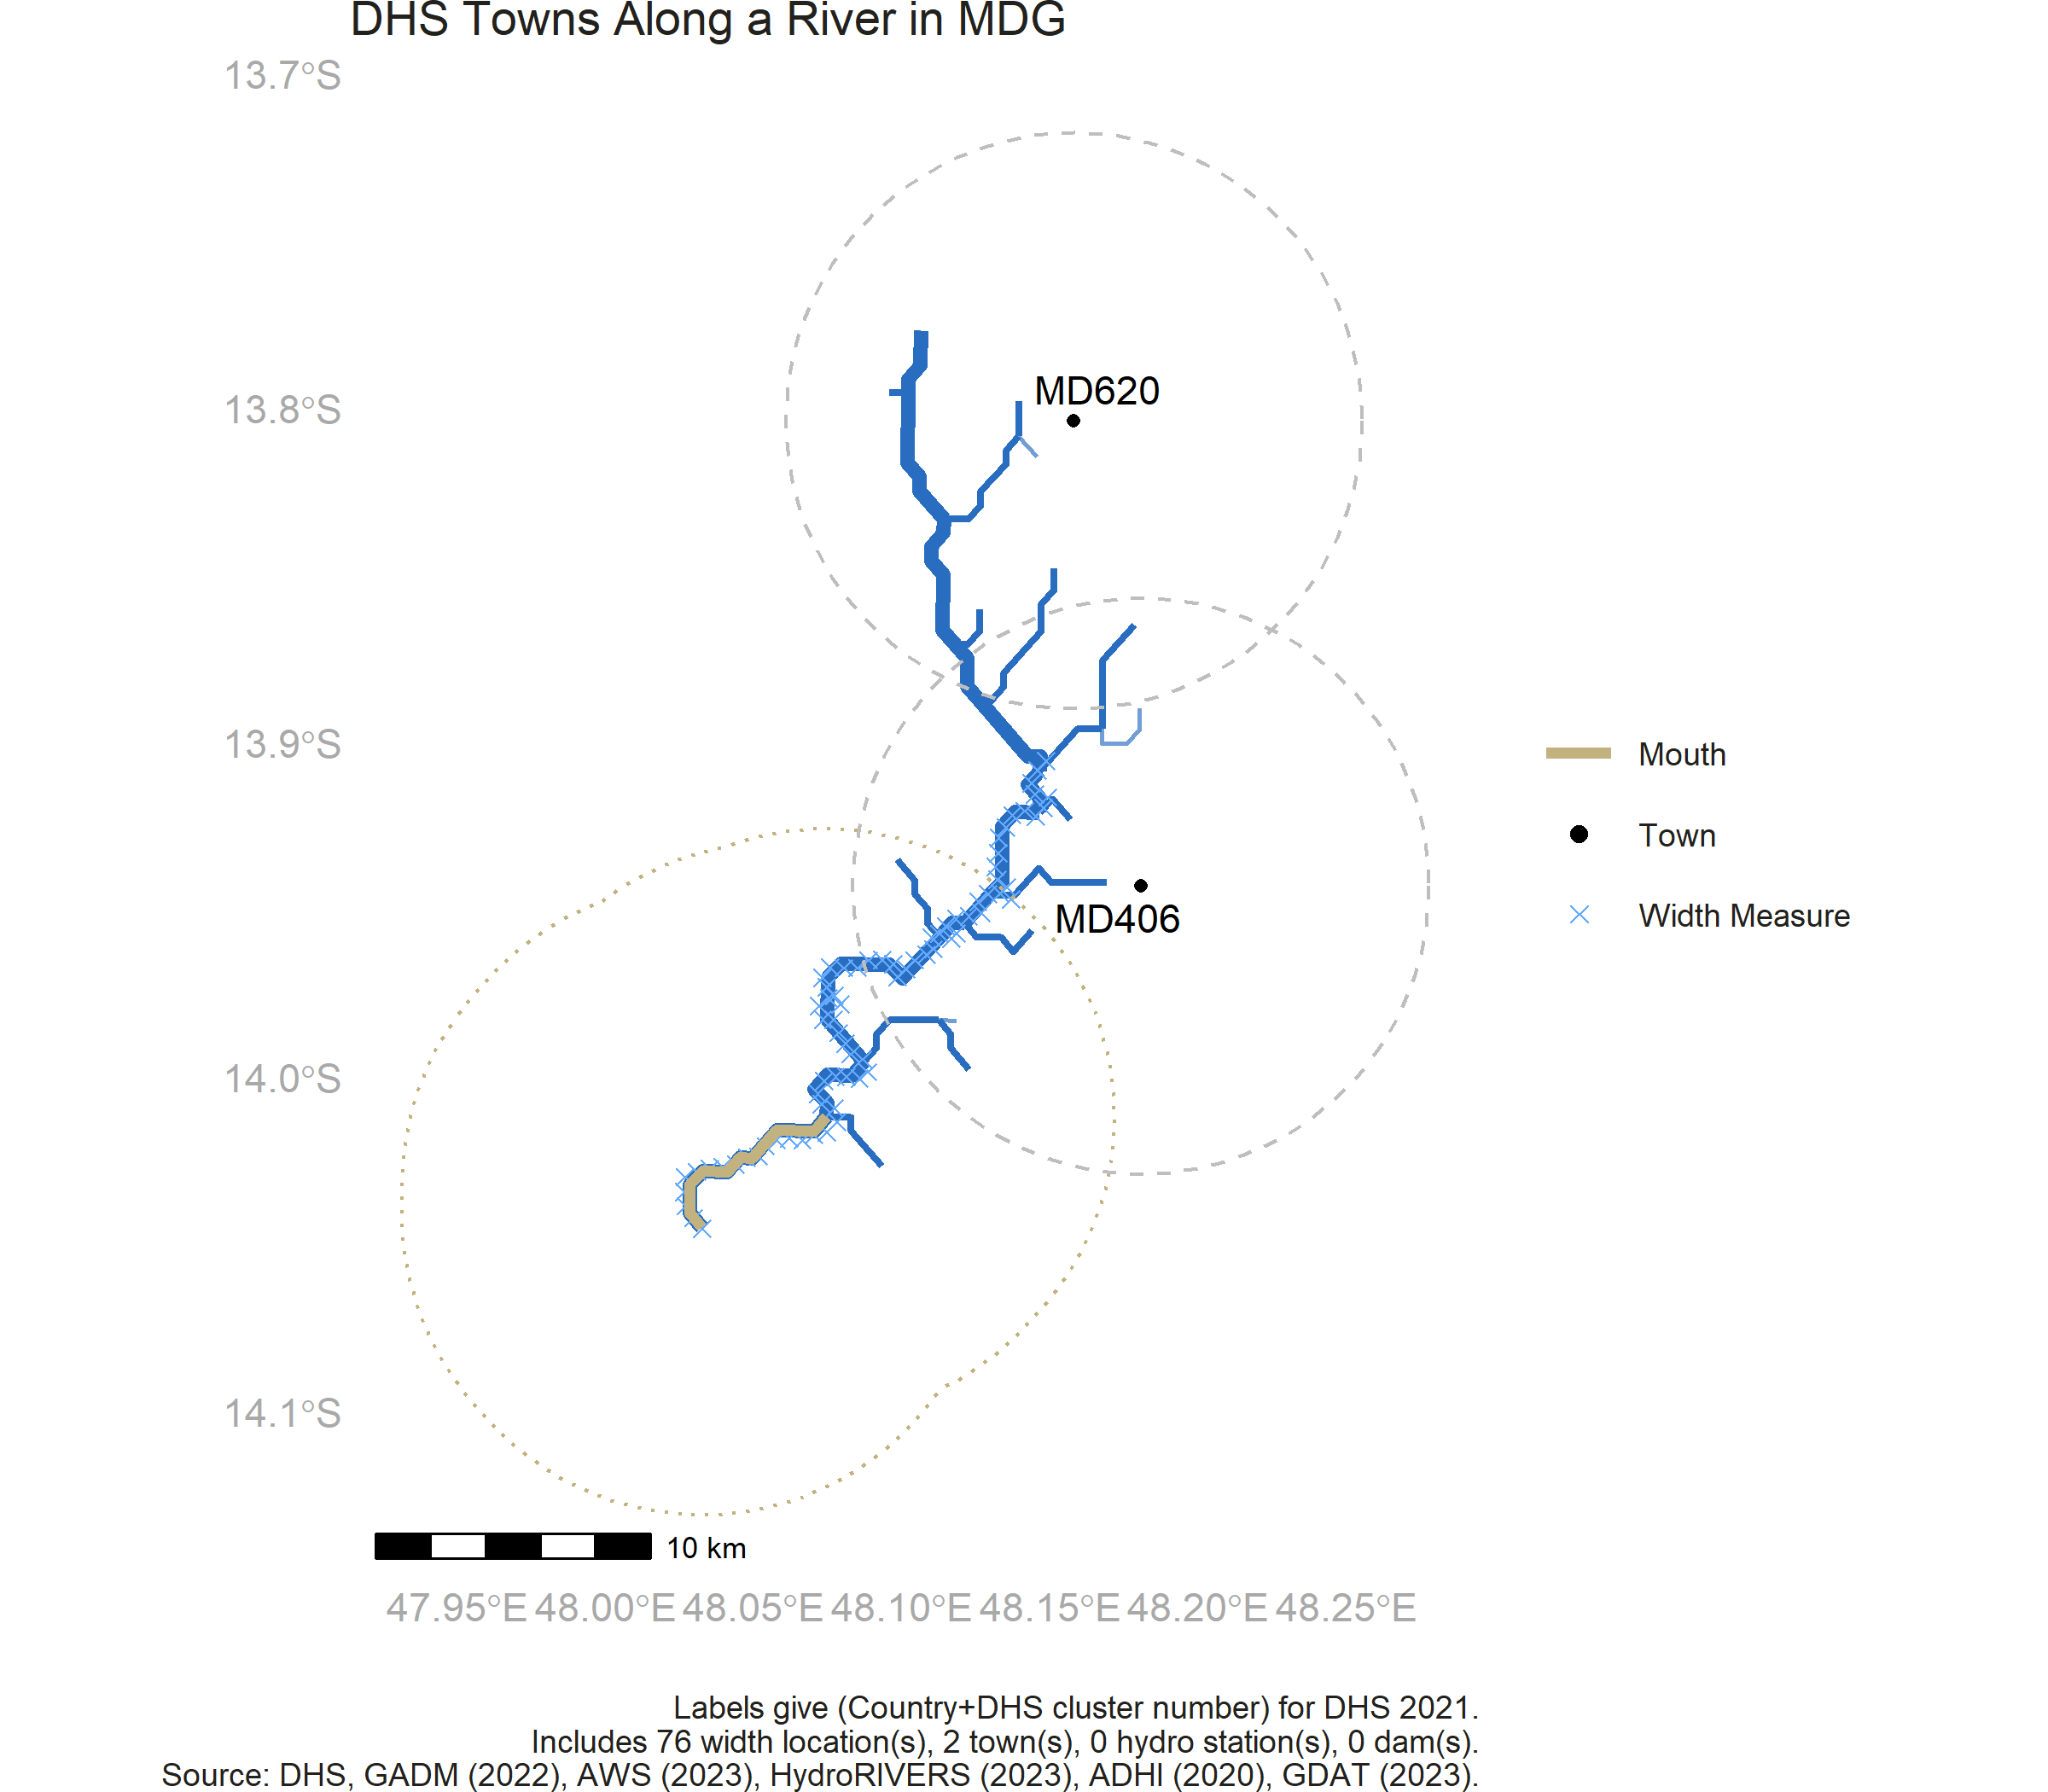 DHS Towns Along a River in MDG
13.7°S
13.8°S
13.9°S
14.0°S
14.1°S
MD620
MD406
Mouth
Town
Width Measure
10 km
47.95°E 48.00°E 48.05°E 48.10°E 48.15°E 48.20°E 48.25°E
Labels give (Country+DHS cluster number) for DHS 2021.
Includes 76 width location(s), 2 town(s), 0 hydro station(s), 0 dam(s).
Source: DHS, GADM (2022), AWS (2023), HydroRIVERS (2023), ADHI (2020), GDAT (2023).